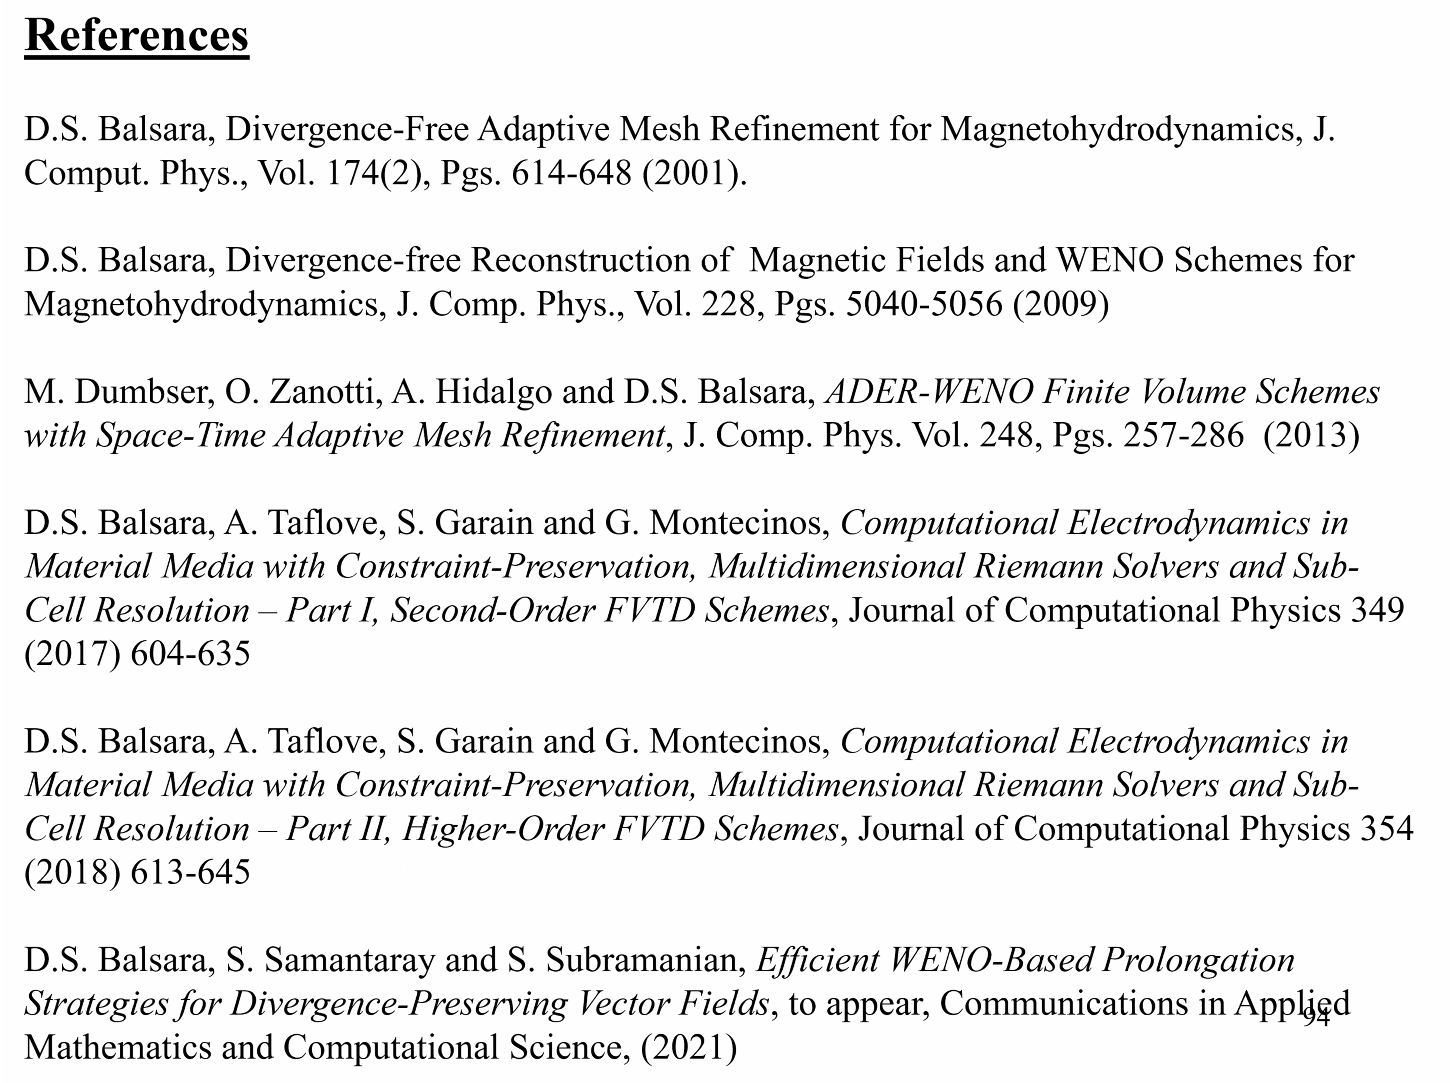 References
D.S. Balsara, Divergence-Free Adaptive Mesh Refinement for Magnetohydrodynamics, J.
Comput. Phys., Vol. 174(2), Pgs. 614-648 (2001).
D.S. Balsara, Divergence-free Reconstruction of  Magnetic Fields and WENO Schemes for
Magnetohydrodynamics, J. Comp. Phys., Vol. 228, Pgs. 5040-5056 (2009)
M. Dumbser, O. Zanotti, A. Hidalgo and D.S. Balsara, ADER-WENO Finite Volume Schemes
with Space-Time Adaptive Mesh Refinement, J. Comp. Phys. Vol. 248, Pgs. 257-286  (2013)
D.S. Balsara, A. Taflove, S. Garain and G. Montecinos, Computational Electrodynamics in
Material Media with Constraint-Preservation, Multidimensional Riemann Solvers and Sub-
Cell Resolution – Part I, Second-Order FVTD Schemes, Journal of Computational Physics 349
(2017) 604-635
D.S. Balsara, A. Taflove, S. Garain and G. Montecinos, Computational Electrodynamics in
Material Media with Constraint-Preservation, Multidimensional Riemann Solvers and Sub-
Cell Resolution – Part II, Higher-Order FVTD Schemes, Journal of Computational Physics 354
(2018) 613-645
D.S. Balsara, S. Samantaray and S. Subramanian, Efficient WENO-Based Prolongation
Strategies for Divergence-Preserving Vector Fields, to appear, Communications in Applied
Mathematics and Computational Science, (2021)
94